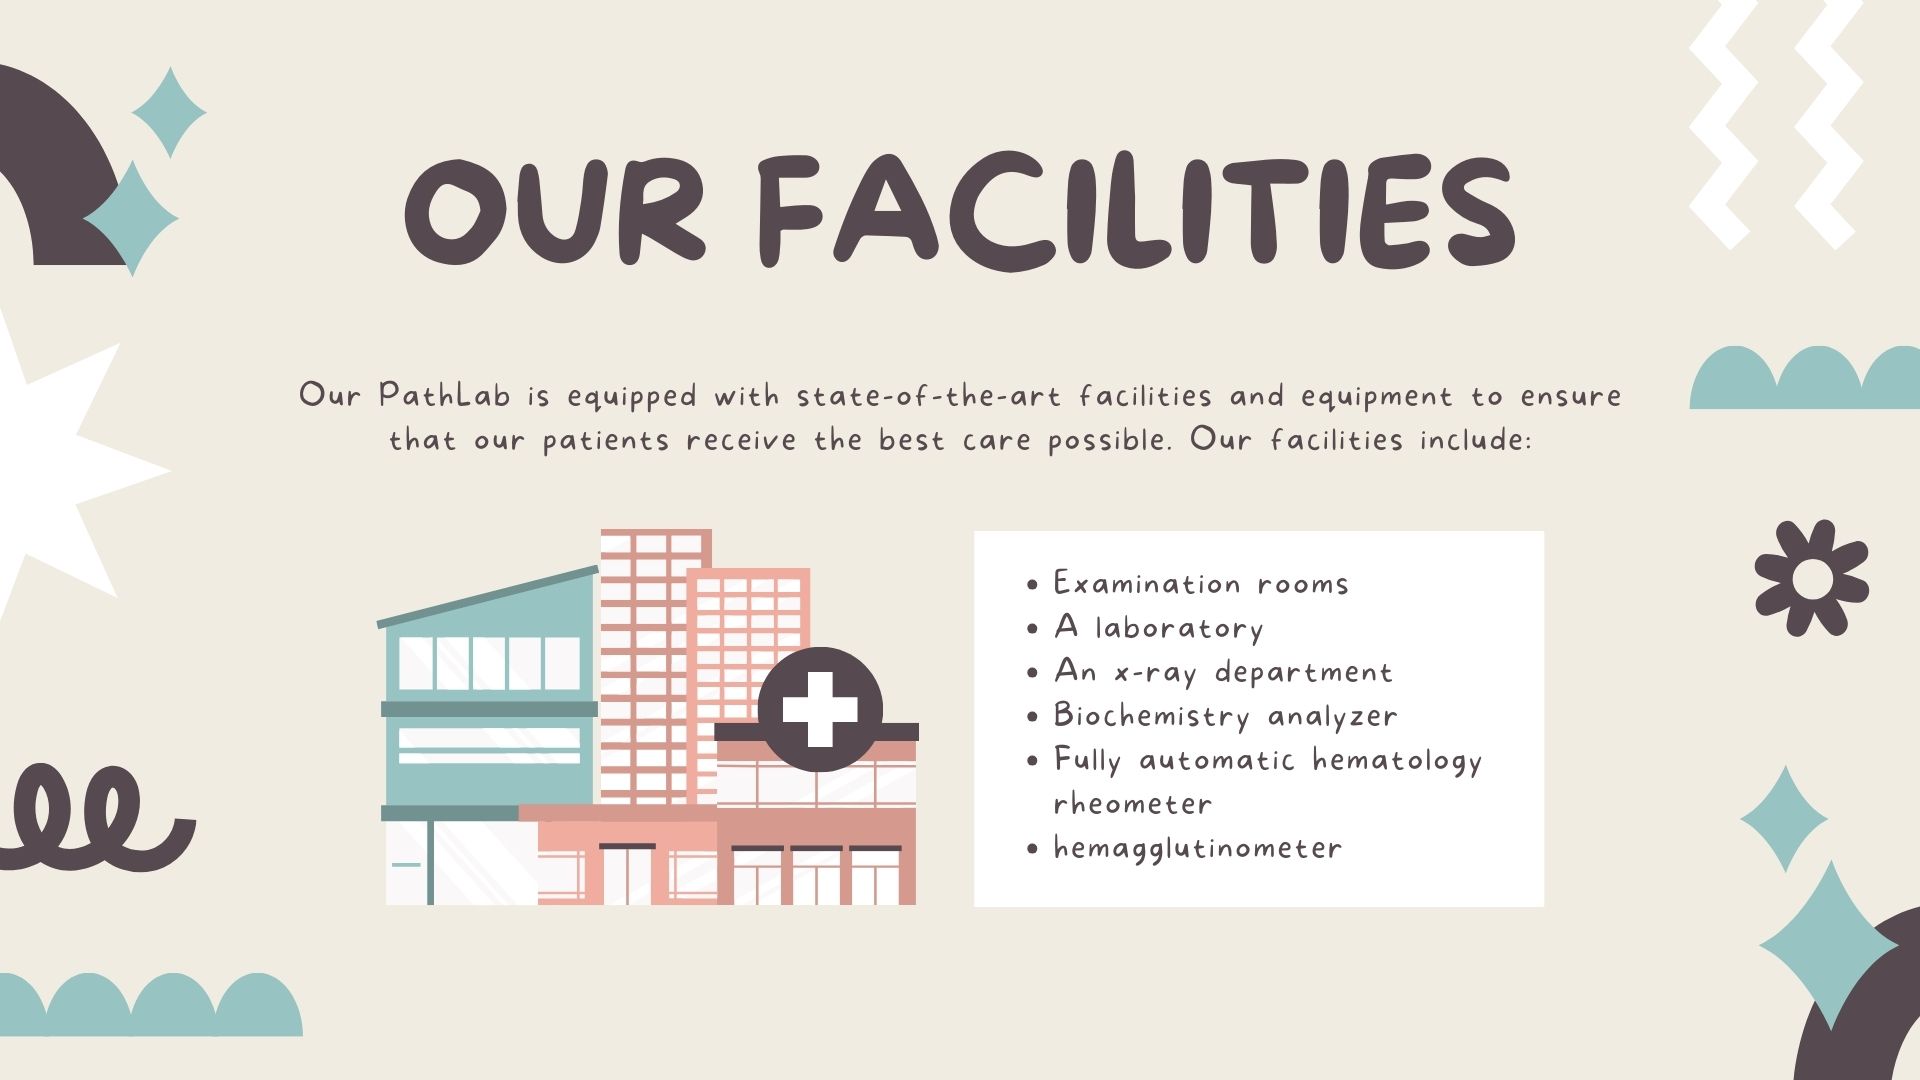 OUR FACILITIES
Our PathLab is equipped with state-of-the-art facilities and equipment to ensure
that our patients receive the best care possible. Our facilities include:
• Examination rooms
• A laboratory
• An x-ray department
• Biochemistry analyzer
• Fully automatic hematology
rheometer
• hemagglutinometer